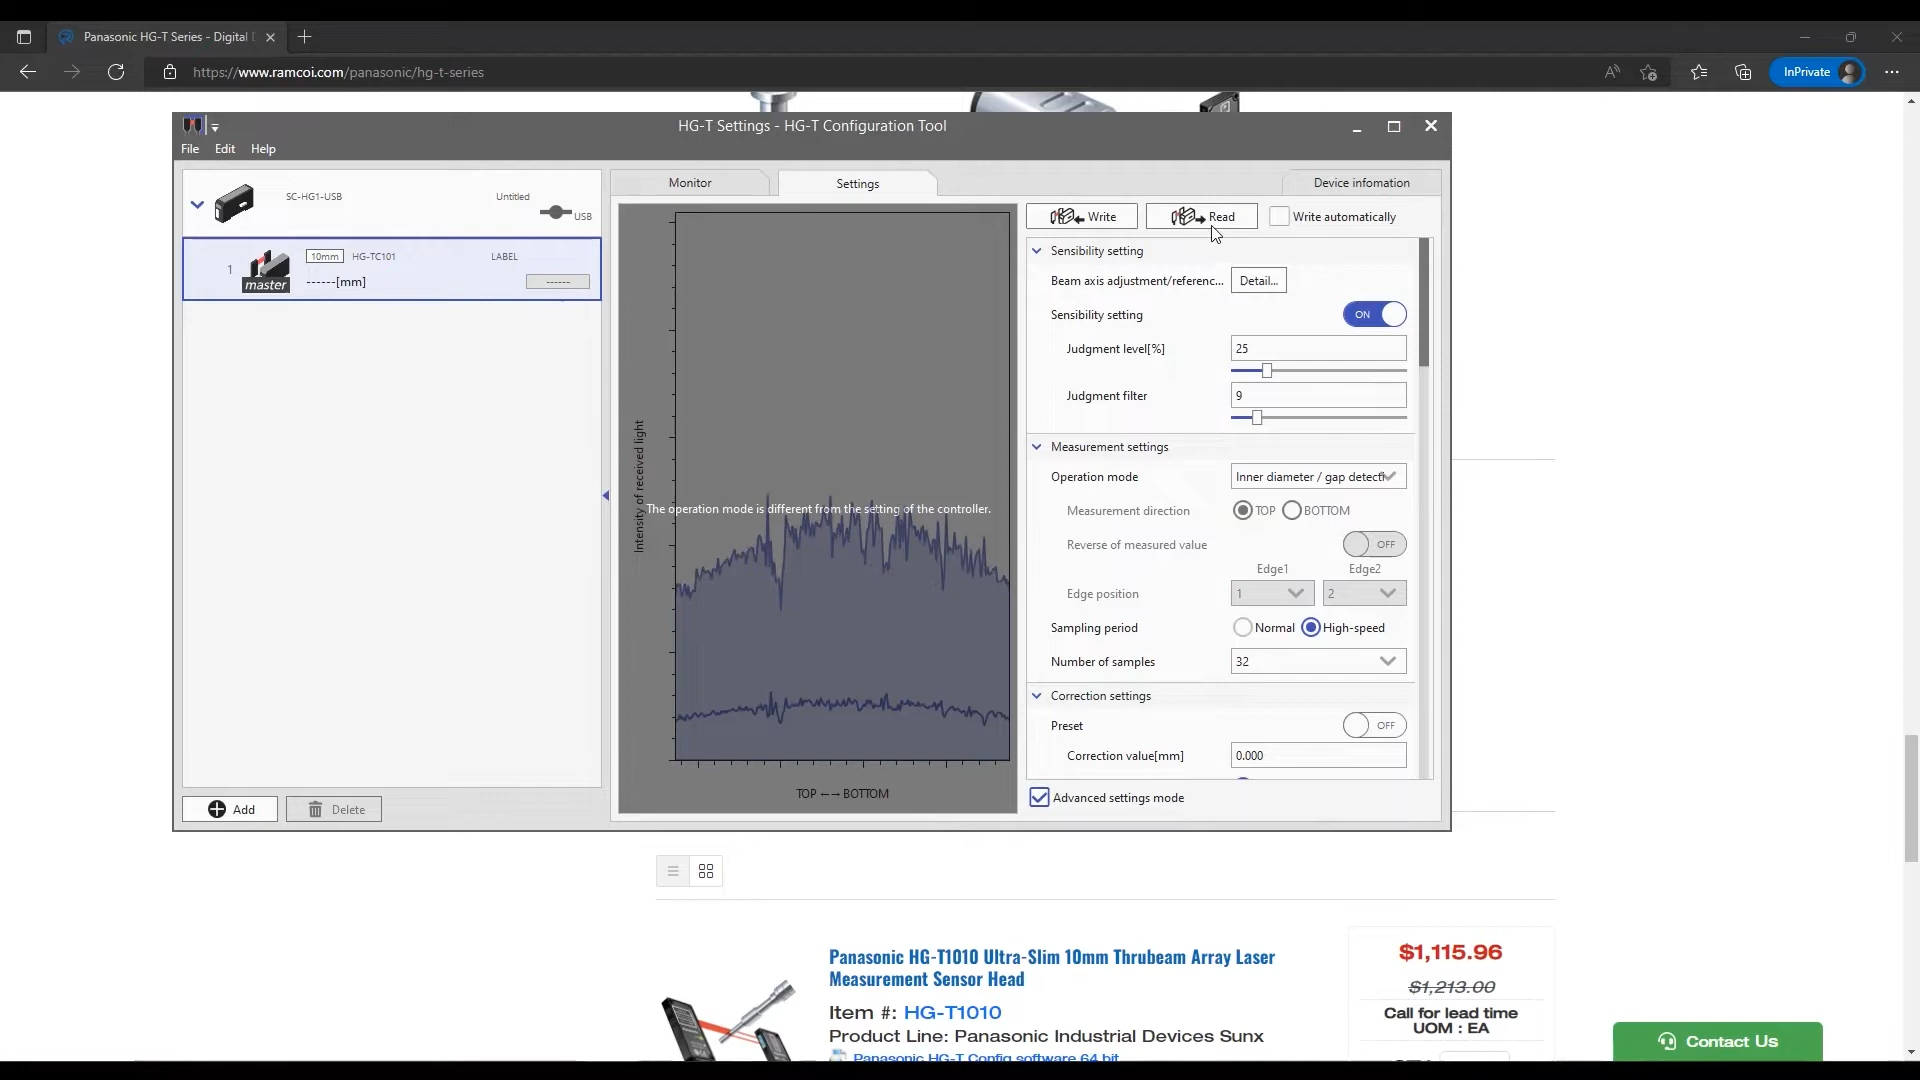 Panasonic HG-T Series - Digital
https://www.ramcoi.com/panasonic/hg-t-series
InPrivate
HG-T Settings - HG-T Configuration Tool
File Edit Help
SC-HG1-USB Untitled
USB
1 10mm HG-TC101 LABEL
master ------[mm] ------
Add Delete
Monitor Settings Device infomation
Intensity of received light
The operation mode is different from the setting of the controller.
TOP ←→ BOTTOM
Write Read Write automatically
Sensibility setting
Beam axis adjustment/referenc... Detail...
Sensibility setting ON
Judgment level[%] 25
Judgment filter 9
Measurement settings
Operation mode Inner diameter / gap detecti
Measurement direction TOP BOTTOM
Reverse of measured value OFF
Edge1 Edge2
Edge position 1 2
Sampling period Normal High-speed
Number of samples 32
Correction settings
Preset OFF
Correction value[mm] 0.000
Advanced settings mode
Panasonic HG-T1010 Ultra-Slim 10mm Thrubeam Array Laser
Measurement Sensor Head
Item #: HG-T1010
Product Line: Panasonic Industrial Devices Sunx
Panasonic HG-T Config software 64 bit
$1,115.96
$1,213.00
Call for lead time
UOM : EA
Contact Us